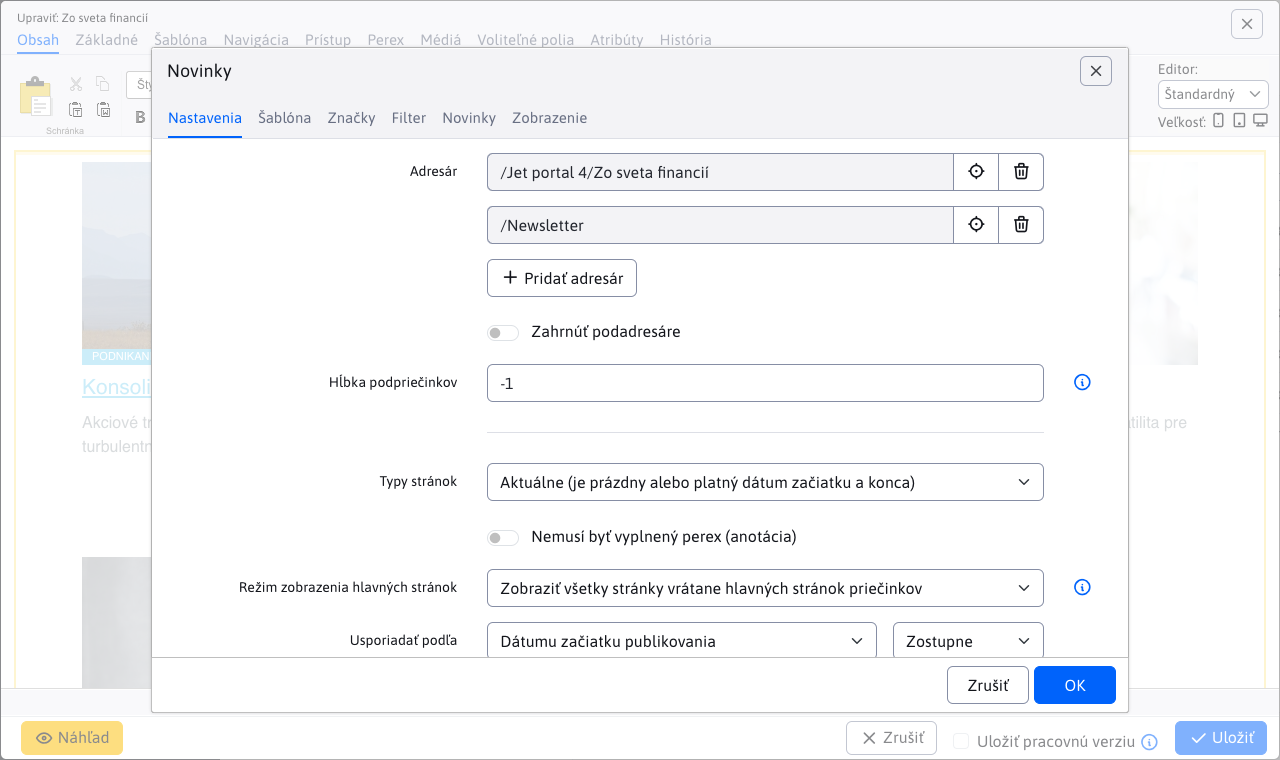 Upraviť: Zo sveta financií
Obsah Základné Šablóna Navigácia Prístup Perex Médiá Voliteľné polia Atribúty História
Schránka
Editor:
Štandardný
Veľkosť:
Novinky
Nastavenia Šablóna Značky Filter Novinky Zobrazenie
Adresár /Jet portal 4/Zo sveta financií
/Newsletter
Pridať adresár
Zahrnúť podadresáre
Hĺbka podpriečinkov -1
Typy stránok Aktuálne (je prázdny alebo platný dátum začiatku a konca)
Nemusí byť vyplnený perex (anotácia)
Režim zobrazenia hlavných stránok Zobraziť všetky stránky vrátane hlavných stránok priečinkov
Usporiadať podľa Dátumu začiatku publikovania Zostupne
Zrušiť OK
PODNIKAN
Konsoli
Akciové tr
turbulentn
atilita pre
Náhľad Zrušiť Uložiť pracovnú verziu Uložiť